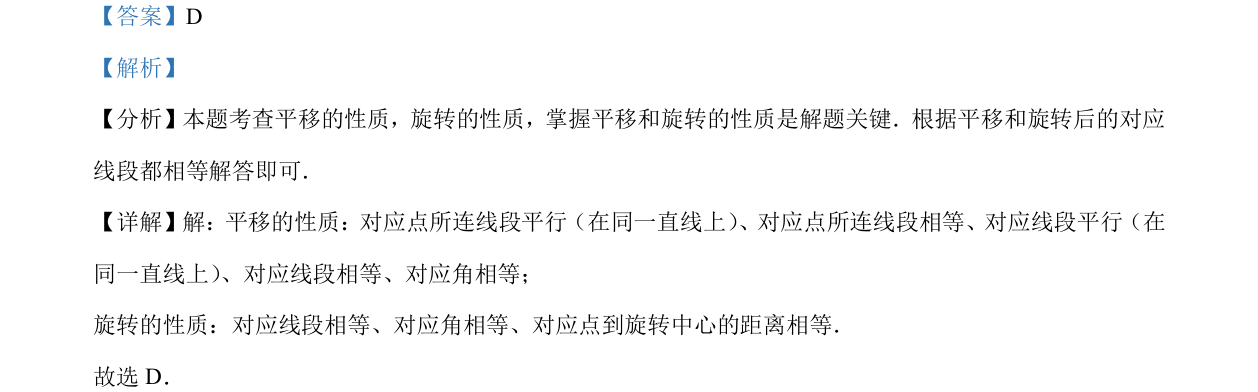 【答案】D
【解析】
【分析】本题考查平移的性质，旋转的性质，掌握平移和旋转的性质是解题关键．根据平移和旋转后的对应
线段都相等解答即可．
【详解】解：平移的性质：对应点所连线段平行（在同一直线上）、对应点所连线段相等、对应线段平行（在
同一直线上）、对应线段相等、对应角相等；
旋转的性质：对应线段相等、对应角相等、对应点到旋转中心的距离相等．
故选 D．